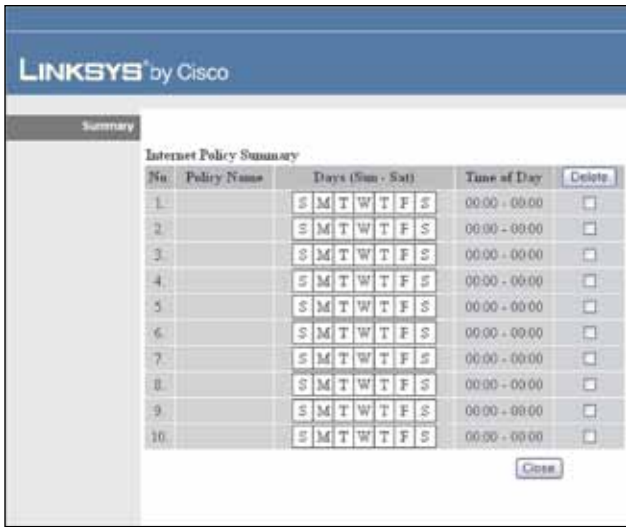 LINKSYS® by Cisco
Summary
Internet Policy Summary
No. Policy Name Days (Sun - Sat) Time of Day Delete
1. S M T W T F S 00:00 - 00:00
2. S M T W T F S 00:00 - 00:00
3. S M T W T F S 00:00 - 00:00
4. S M T W T F S 00:00 - 00:00
5. S M T W T F S 00:00 - 00:00
6. S M T W T F S 00:00 - 00:00
7. S M T W T F S 00:00 - 00:00
8. S M T W T F S 00:00 - 00:00
9. S M T W T F S 00:00 - 00:00
10. S M T W T F S 00:00 - 00:00
Close